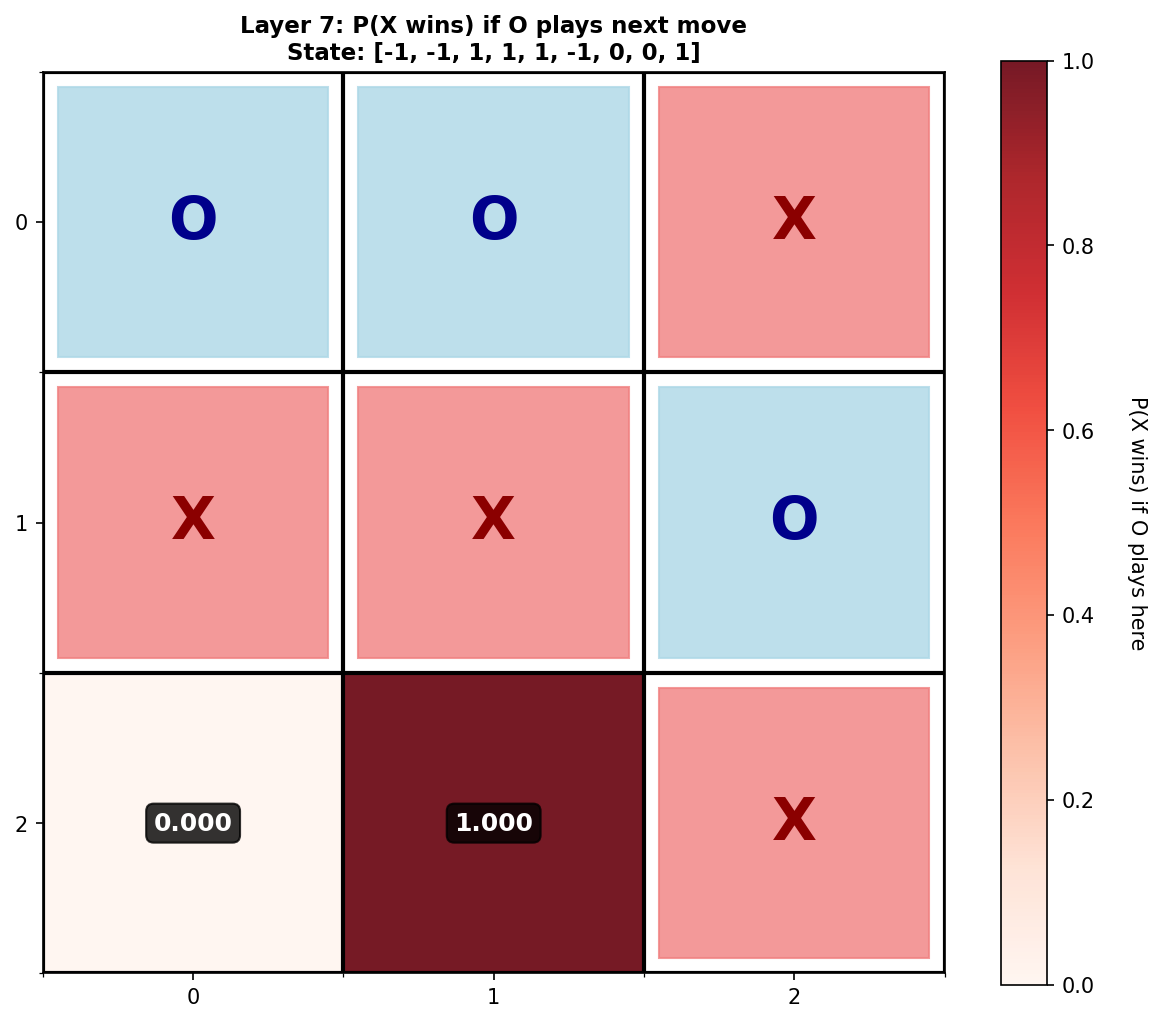 Layer 7: P(X wins) if O plays next move
State: [-1, -1, 1, 1, 1, -1, 0, 0, 1]
0
O
O
X
1
X
X
O
2
0.000
1.000
X
0
1
2
1.0
0.8
0.6
0.4
0.2
0.0
P(X wins) if O plays here